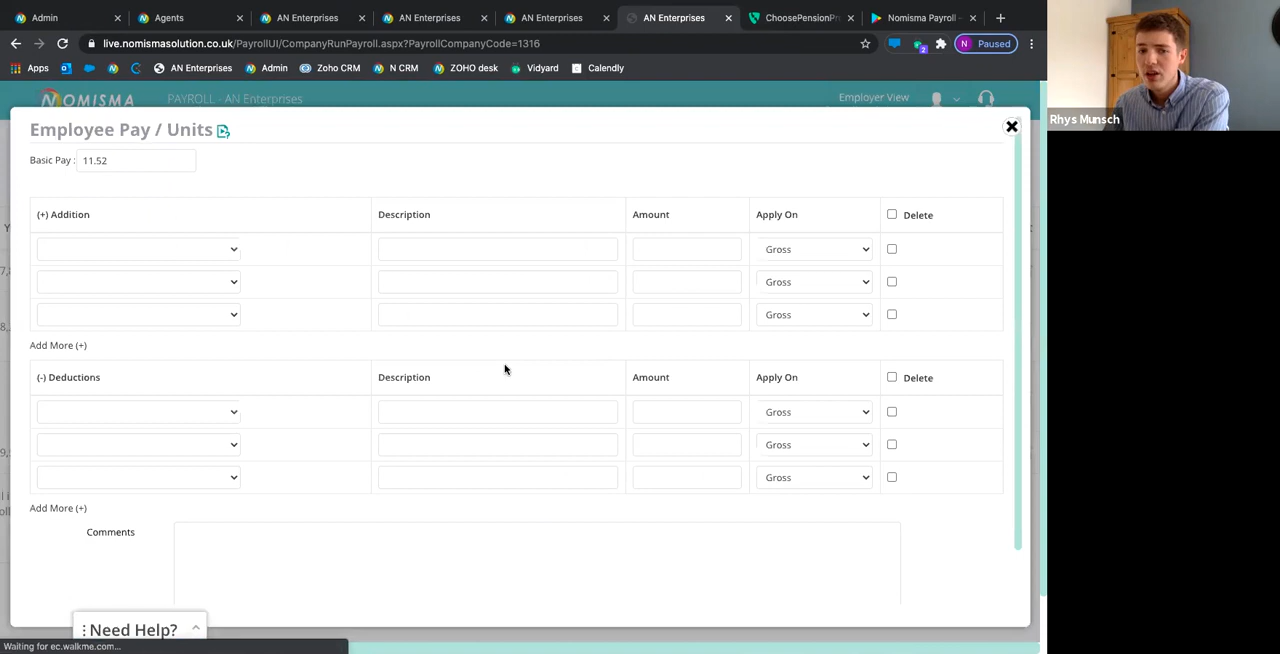 Admin
Agents
AN Enterprises
AN Enterprises
AN Enterprises
AN Enterprises
ChoosePensionPr
Nomisma Payroll -
live.nomismasolution.co.uk/PayrollUI/CompanyRunPayroll.aspx?PayrollCompanyCode=1316
2
N Paused
Apps
AN Enterprises
Admin
Zoho CRM
N CRM
ZOHO desk
Vidyard
Calendly
NOMISMA
PAYROLL - AN Enterprises
Employer View
Rhys Munsch
Employee Pay / Units
Basic Pay : 11.52
(+) Addition Description Amount Apply On Delete
Gross
Gross
Gross
Add More (+)
(-) Deductions Description Amount Apply On Delete
Gross
Gross
Gross
Add More (+)
Comments
Need Help?
Waiting for ec.walkme.com...